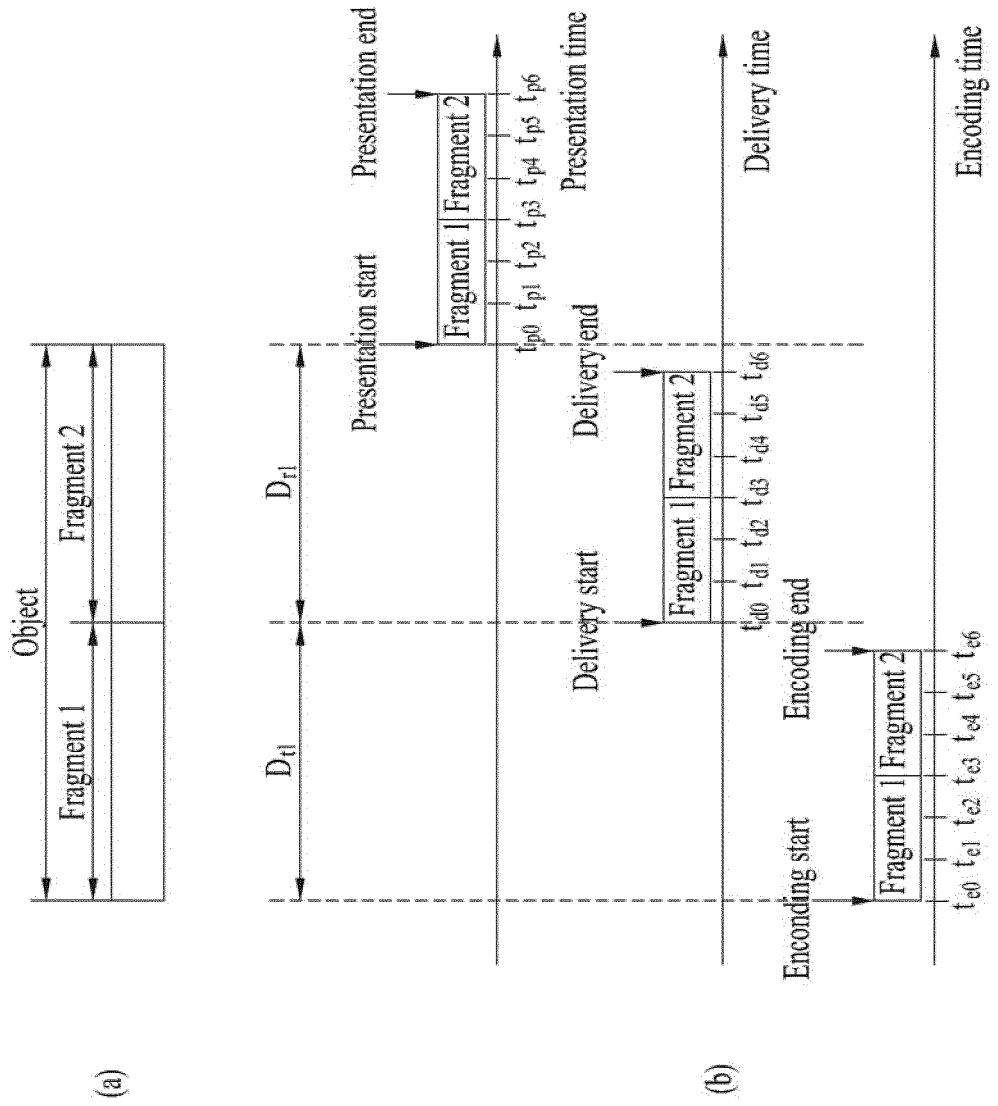 (a)
Object
Fragment 1
Fragment 2
D_t1
D_r1
(b)
Presentation start
Presentation end
Fragment 1
Fragment 2
t_p0 t_p1 t_p2 t_p3 t_p4 t_p5 t_p6
Presentation time
Delivery start
Delivery end
Fragment 1
Fragment 2
t_d0 t_d1 t_d2 t_d3 t_d4 t_d5 t_d6
Delivery time
Enconding start
Encoding end
Fragment 1
Fragment 2
t_e0 t_e1 t_e2 t_e3 t_e4 t_e5 t_e6
Encoding time